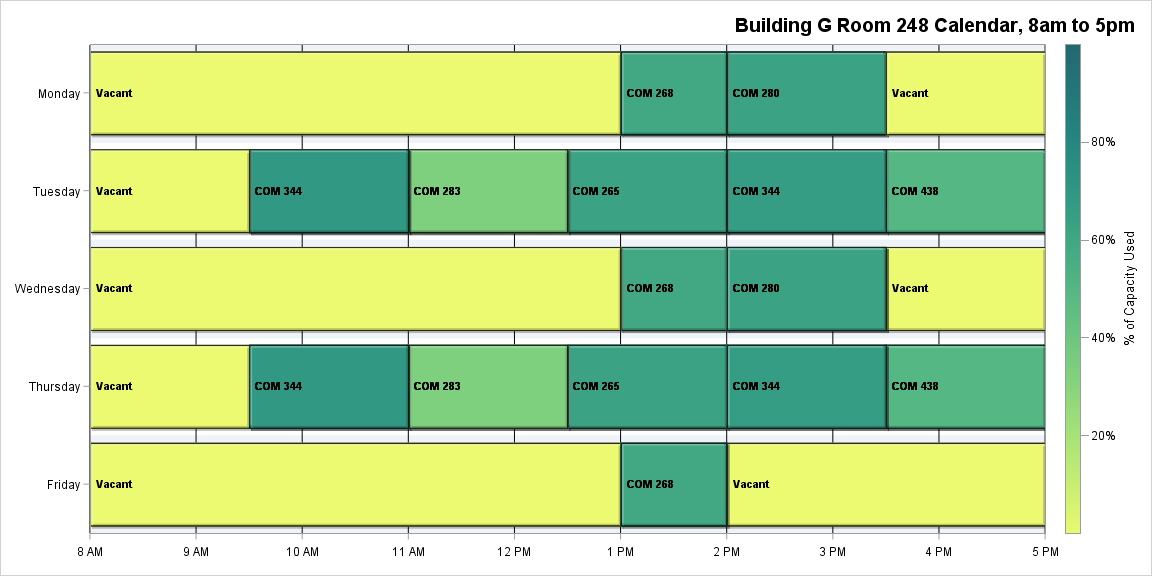 Building G Room 248 Calendar, 8am to 5pm
Monday
Vacant
COM 268
COM 280
Vacant
Tuesday
Vacant
COM 344
COM 283
COM 265
COM 344
COM 438
Wednesday
Vacant
COM 268
COM 280
Vacant
Thursday
Vacant
COM 344
COM 283
COM 265
COM 344
COM 438
Friday
Vacant
COM 268
Vacant
8 AM
9 AM
10 AM
11 AM
12 PM
1 PM
2 PM
3 PM
4 PM
5 PM
80%
60%
40%
20%
% of Capacity Used